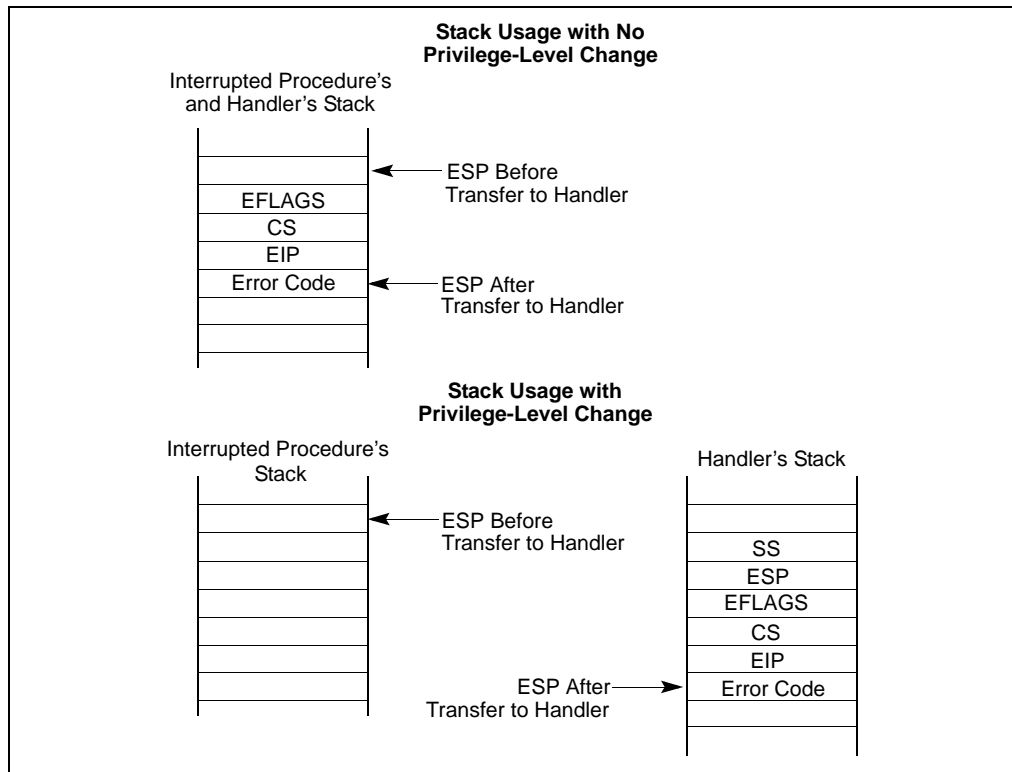 Stack Usage with No
Privilege-Level Change
Interrupted Procedure's
and Handler's Stack
ESP Before
Transfer to Handler
EFLAGS
CS
EIP
Error Code
ESP After
Transfer to Handler
Stack Usage with
Privilege-Level Change
Interrupted Procedure's
Stack
Handler's Stack
ESP Before
Transfer to Handler
SS
ESP
EFLAGS
CS
EIP
ESP After
Transfer to Handler
Error Code